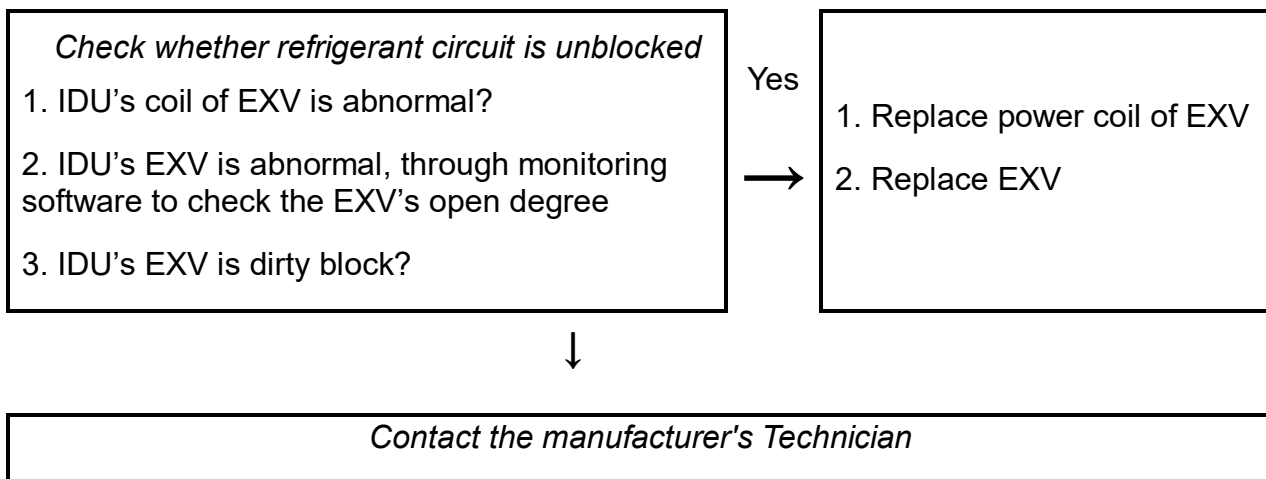 Check whether refrigerant circuit is unblocked
1. IDU’s coil of EXV is abnormal?
2. IDU’s EXV is abnormal, through monitoring
software to check the EXV’s open degree
3. IDU’s EXV is dirty block?
Yes
1. Replace power coil of EXV
2. Replace EXV
Contact the manufacturer's Technician